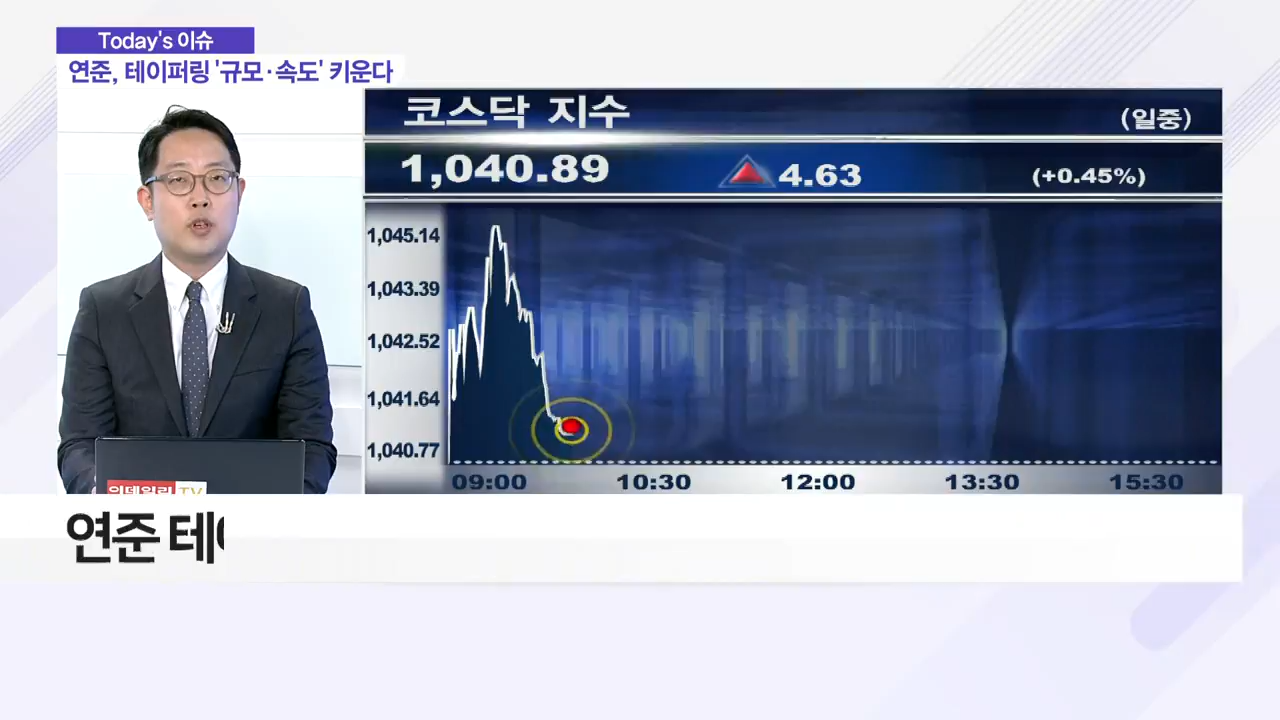 Today's 이슈
연준, 테이퍼링 '규모·속도' 키운다
코스닥 지수
(일중)
1,040.89
4.63
(+0.45%)
1,045.14
1,043.39
1,042.52
1,041.64
1,040.77
09:00
10:30
12:00
13:30
15:30
TV
연준